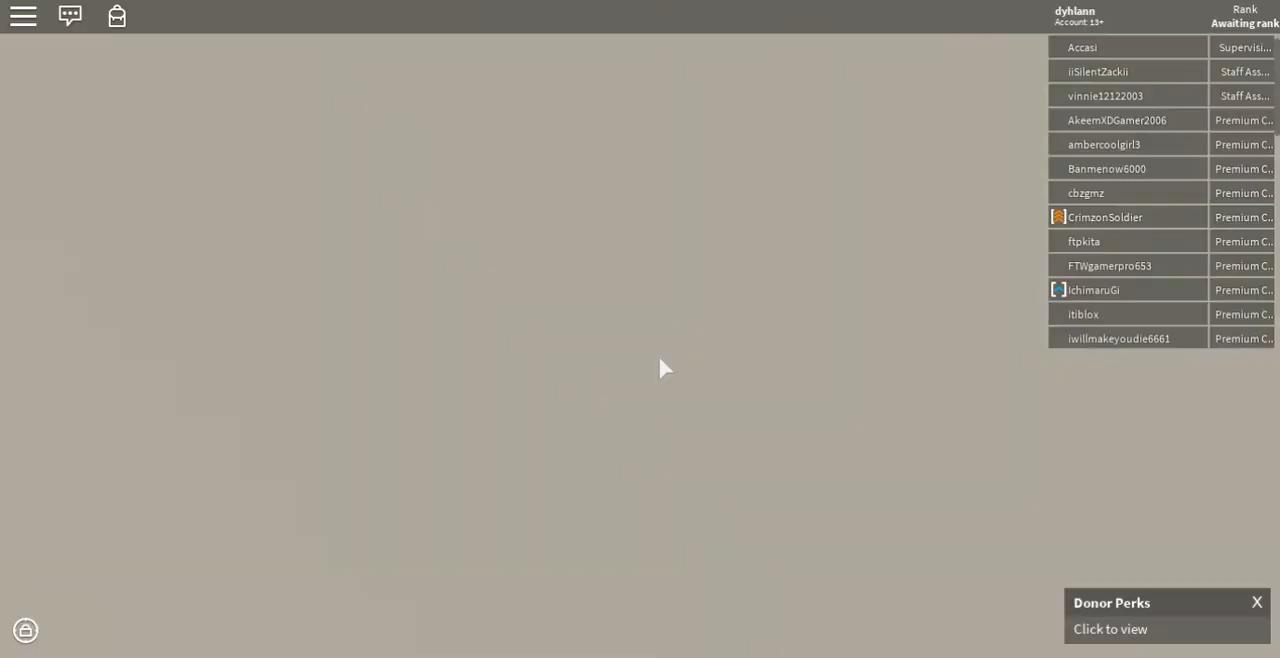 dyhlann
Account: 13+
Rank
Awaiting rank
Accasi Supervisi...
iiSilentZackii Staff Ass...
vinnie12122003 Staff Ass...
AkeemXDGamer2006 Premium C..
ambercoolgirl3 Premium C..
Banmenow6000 Premium C..
cbzgmz Premium C..
CrimzonSoldier Premium C..
ftpkita Premium C..
FTWgamerpro653 Premium C..
IchimaruGi Premium C..
itiblox Premium C..
iwillmakeyoudie6661 Premium C..
Donor Perks X
Click to view